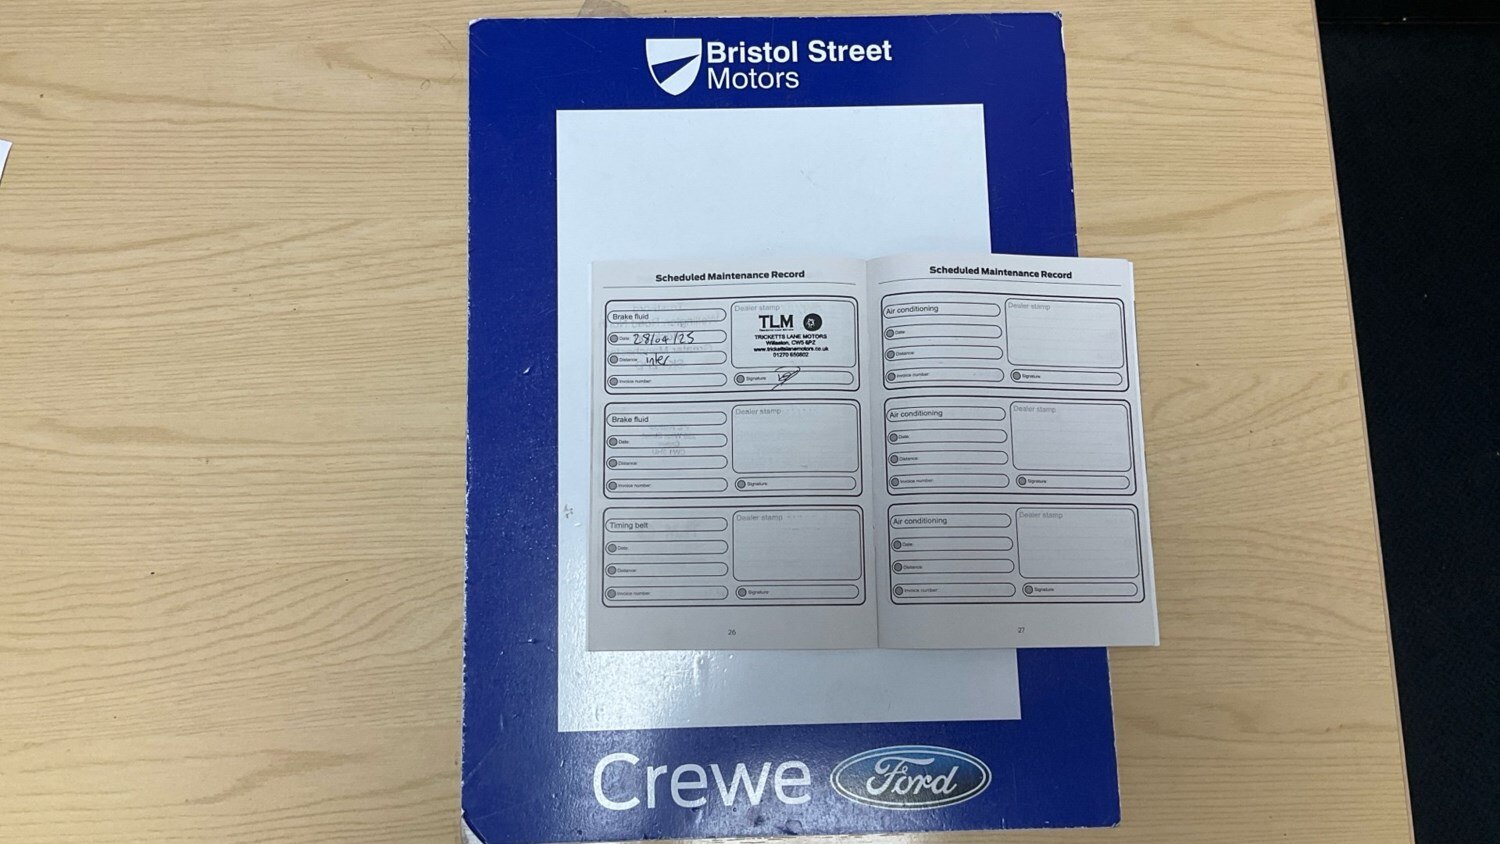 Bristol Street
Motors
Scheduled Maintenance Record
Brake fluid
Date: 28/04/25
Distance:
Invoice number:
Dealer stamp
TLM
TRICKETTS LANE MOTORS
Willaston, CW5 6PZ
www.trickettslanemotors.co.uk
01270 650802
Signature:
Brake fluid
Date:
Distance:
Invoice number:
Dealer stamp
Signature:
Timing belt
Date:
Distance:
Invoice number:
Dealer stamp
Signature:
26
Scheduled Maintenance Record
Air conditioning
Date:
Distance:
Invoice number:
Dealer stamp
Signature:
Air conditioning
Date:
Distance:
Invoice number:
Dealer stamp
Signature:
Air conditioning
Date:
Distance:
Invoice number:
Dealer stamp
Signature:
27
Crewe
Ford